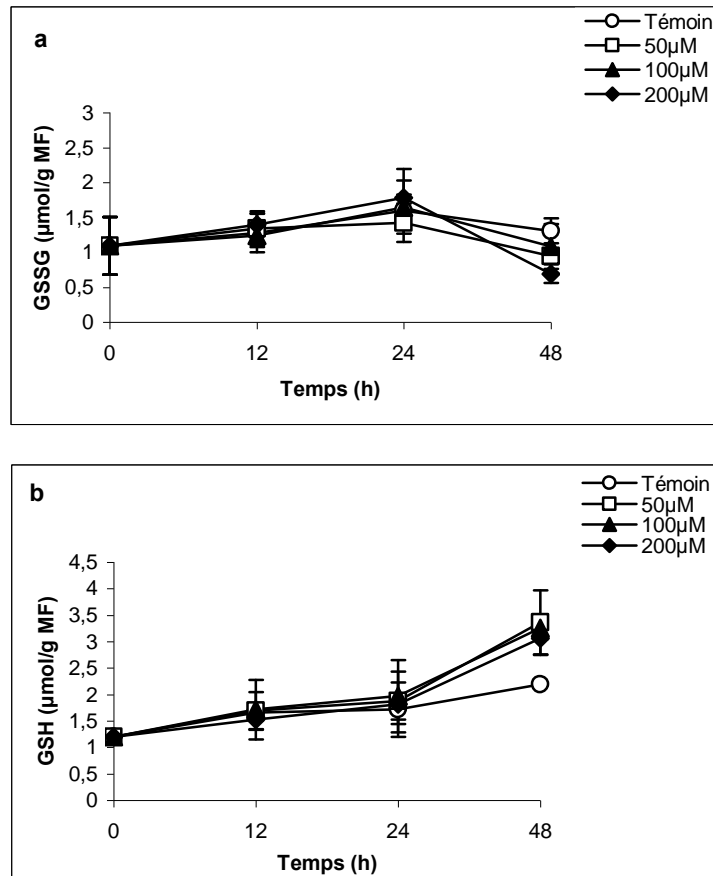 a
Témoin
50µM
100µM
200µM
3
2,5
2
1,5
1
0,5
0
GSSG (µmol/g MF)
0 12 24 48
Temps (h)
b
Témoin
50µM
100µM
200µM
4,5
4
3,5
3
2,5
2
1,5
1
0,5
0
GSH (µmol/g MF)
0 12 24 48
Temps (h)